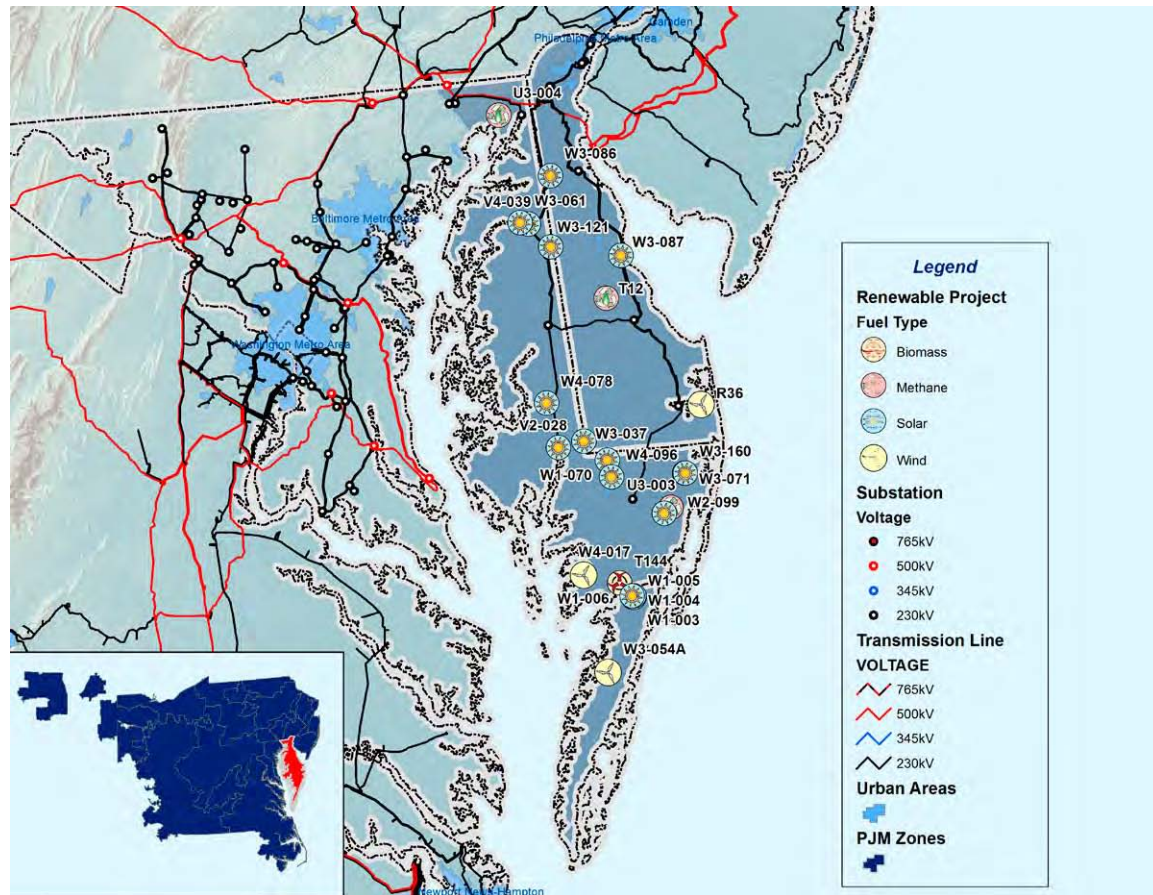 Camden
Philadelphia Metro Area
U3-004
W3-086
V4-039
W3-061
W3-121
Baltimore Metro Area
W3-087
T12
Washington Metro Area
W4-078
R36
V2-028
W3-037
W4-096
W3-160
W1-070
U3-003
W3-071
W2-099
W4-017
T144
W1-005
W1-006
W1-004
W1-003
W3-054A
Legend
Renewable Project
Fuel Type
Biomass
Methane
Solar
Wind
Substation
Voltage
765kV
500kV
345kV
230kV
Transmission Line
VOLTAGE
765kV
500kV
345kV
230kV
Urban Areas
PJM Zones